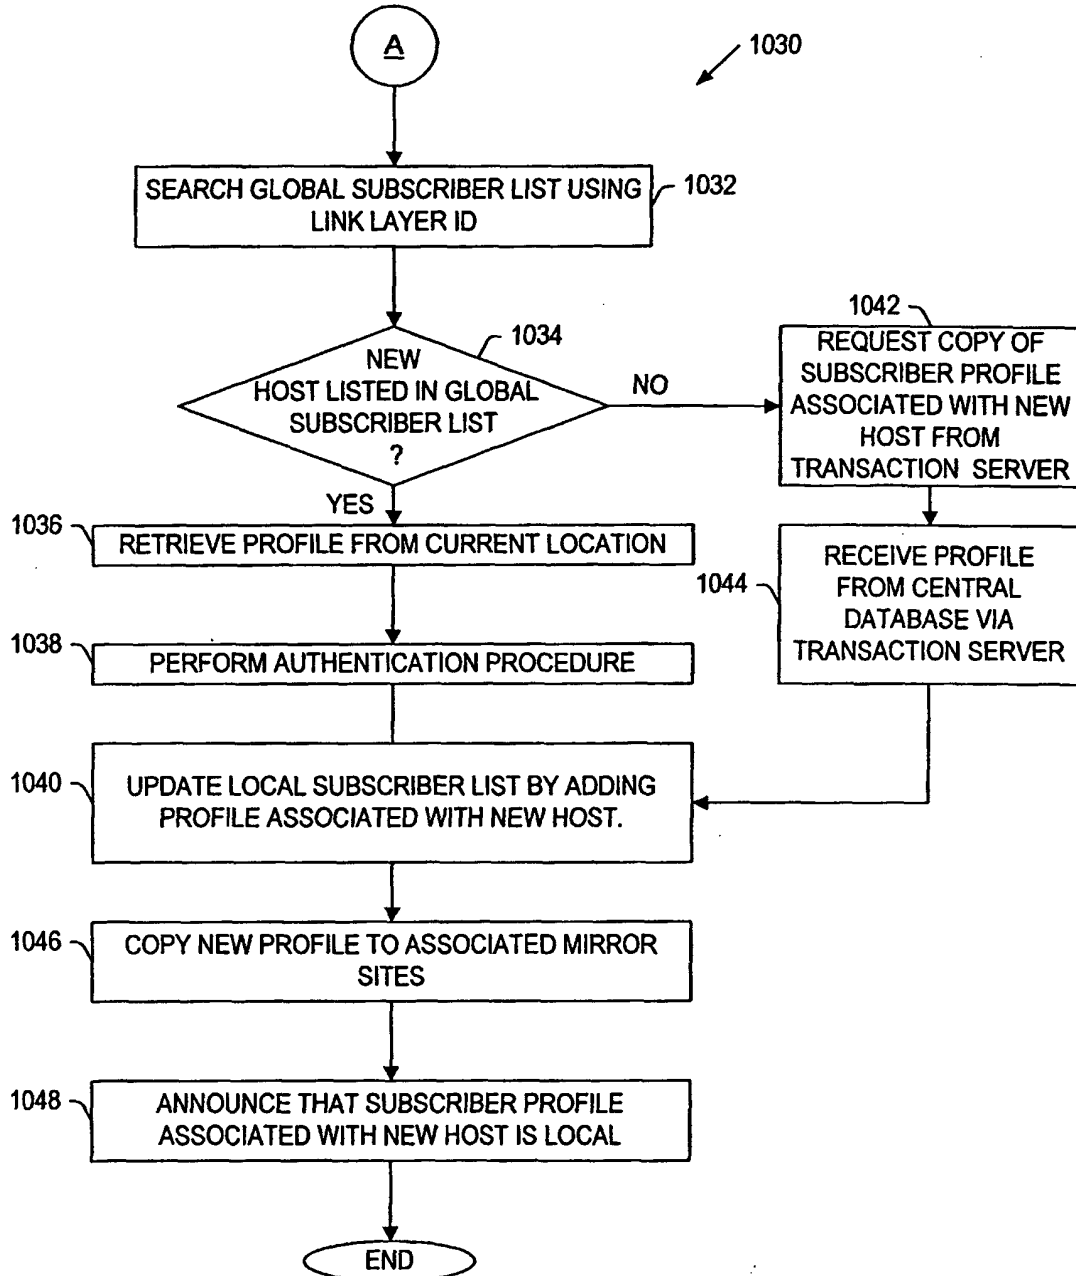 A
1030
SEARCH GLOBAL SUBSCRIBER LIST USING
LINK LAYER ID
1032
NEW
HOST LISTED IN GLOBAL
SUBSCRIBER LIST
?
1034
NO
YES
1042
REQUEST COPY OF
SUBSCRIBER PROFILE
ASSOCIATED WITH NEW
HOST FROM
TRANSACTION SERVER
1036
RETRIEVE PROFILE FROM CURRENT LOCATION
1044
RECEIVE PROFILE
FROM CENTRAL
DATABASE VIA
TRANSACTION SERVER
1038
PERFORM AUTHENTICATION PROCEDURE
1040
UPDATE LOCAL SUBSCRIBER LIST BY ADDING
PROFILE ASSOCIATED WITH NEW HOST.
1046
COPY NEW PROFILE TO ASSOCIATED MIRROR
SITES
1048
ANNOUNCE THAT SUBSCRIBER PROFILE
ASSOCIATED WITH NEW HOST IS LOCAL
END